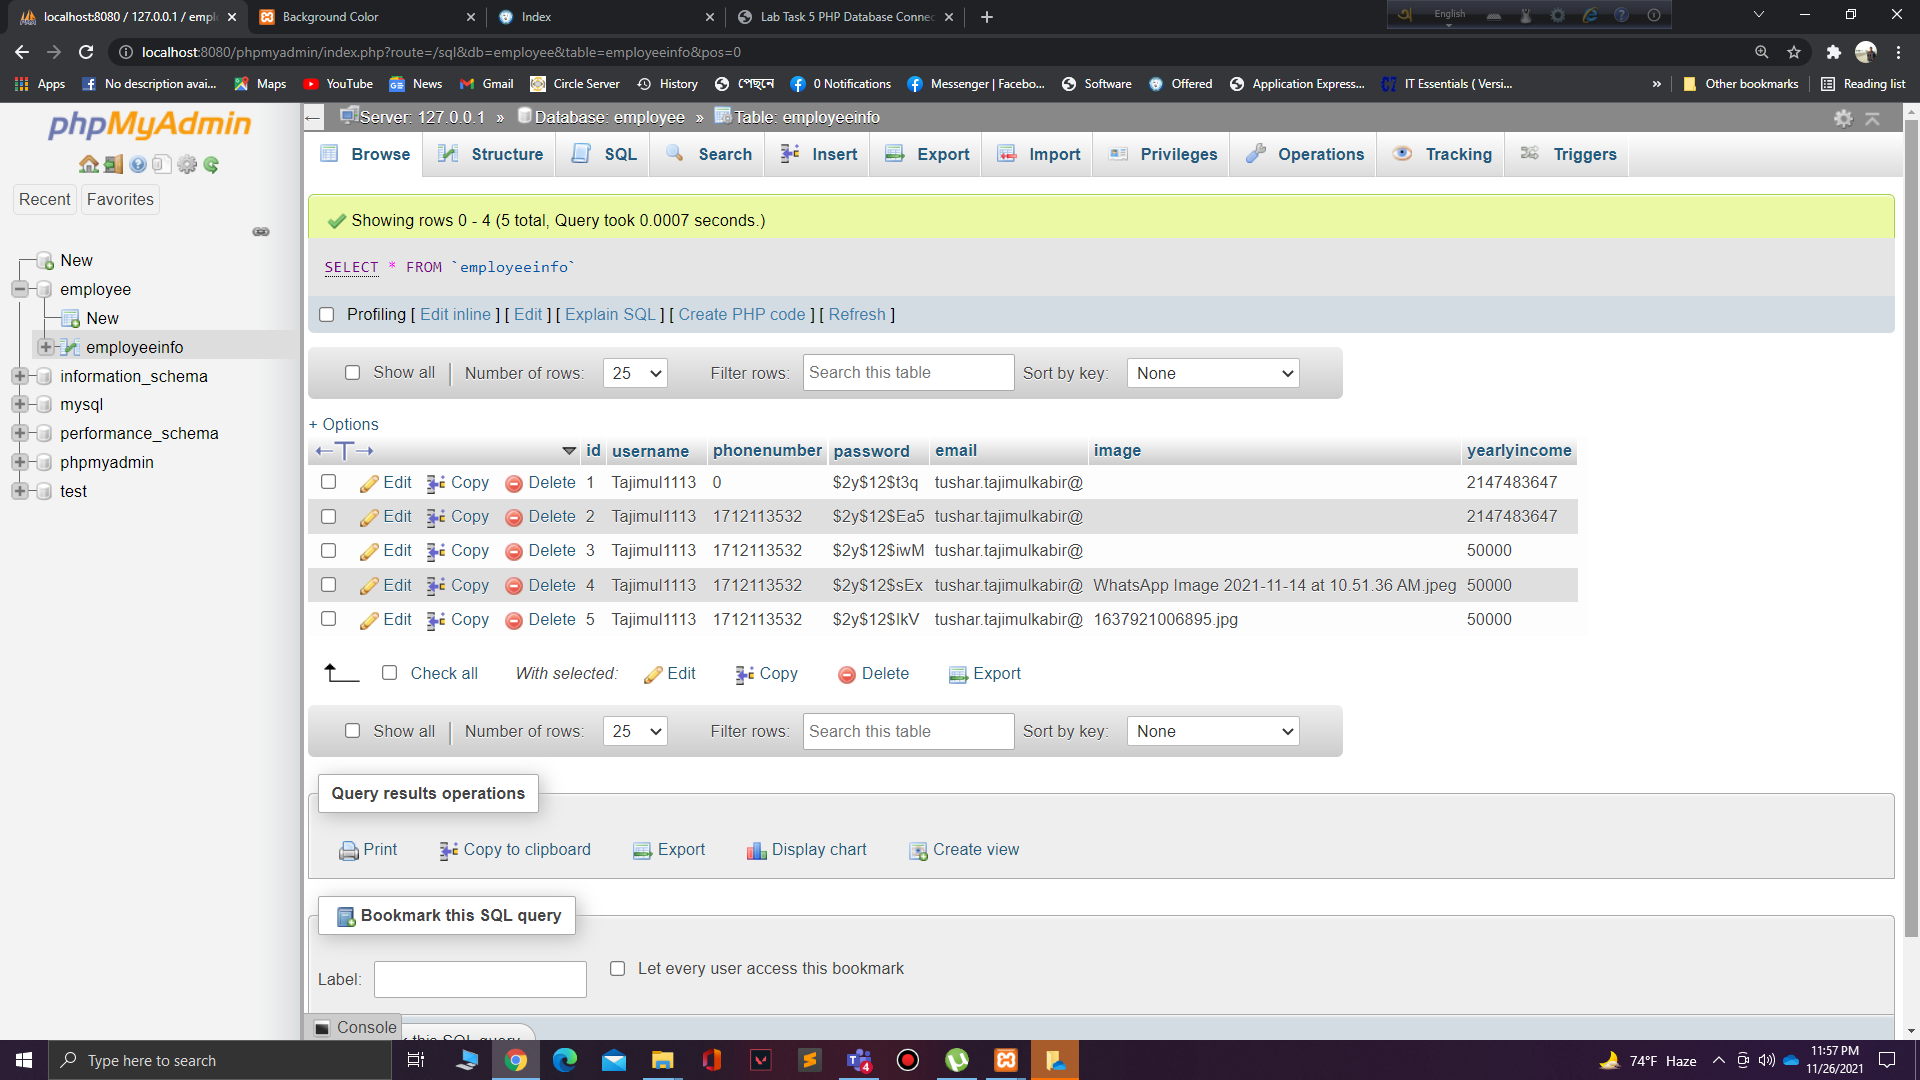 localhost:8080 / 127.0.0.1 / empl
Background Color
Index
Lab Task 5 PHP Database Connec
English
localhost:8080/phpmyadmin/index.php?route=/sql&db=employee&table=employeeinfo&pos=0
Apps No description avai... Maps YouTube News Gmail Circle Server History পেছনে 0 Notifications Messenger | Facebo... Software Offered Application Express... IT Essentials ( Versi... » Other bookmarks Reading list
phpMyAdmin
Recent Favorites
New
employee
New
employeeinfo
information_schema
mysql
performance_schema
phpmyadmin
test
Server: 127.0.0.1 » Database: employee » Table: employeeinfo
Browse Structure SQL Search Insert Export Import Privileges Operations Tracking Triggers
Showing rows 0 - 4 (5 total, Query took 0.0007 seconds.)
SELECT * FROM `employeeinfo`
Profiling [ Edit inline ] [ Edit ] [ Explain SQL ] [ Create PHP code ] [ Refresh ]
Show all Number of rows: 25 Filter rows: Search this table Sort by key: None
+ Options
id username phonenumber password email image yearlyincome
Edit Copy Delete 1 Tajimul1113 0 $2y$12$t3q tushar.tajimulkabir@ 2147483647
Edit Copy Delete 2 Tajimul1113 1712113532 $2y$12$Ea5 tushar.tajimulkabir@ 2147483647
Edit Copy Delete 3 Tajimul1113 1712113532 $2y$12$iwM tushar.tajimulkabir@ 50000
Edit Copy Delete 4 Tajimul1113 1712113532 $2y$12$sEx tushar.tajimulkabir@ WhatsApp Image 2021-11-14 at 10.51.36 AM.jpeg 50000
Edit Copy Delete 5 Tajimul1113 1712113532 $2y$12$IkV tushar.tajimulkabir@ 1637921006895.jpg 50000
Check all With selected: Edit Copy Delete Export
Show all Number of rows: 25 Filter rows: Search this table Sort by key: None
Query results operations
Print Copy to clipboard Export Display chart Create view
Bookmark this SQL query
Label: Let every user access this bookmark
Console
this SQL query
Type here to search
4
74°F Haze
11:57 PM
11/26/2021